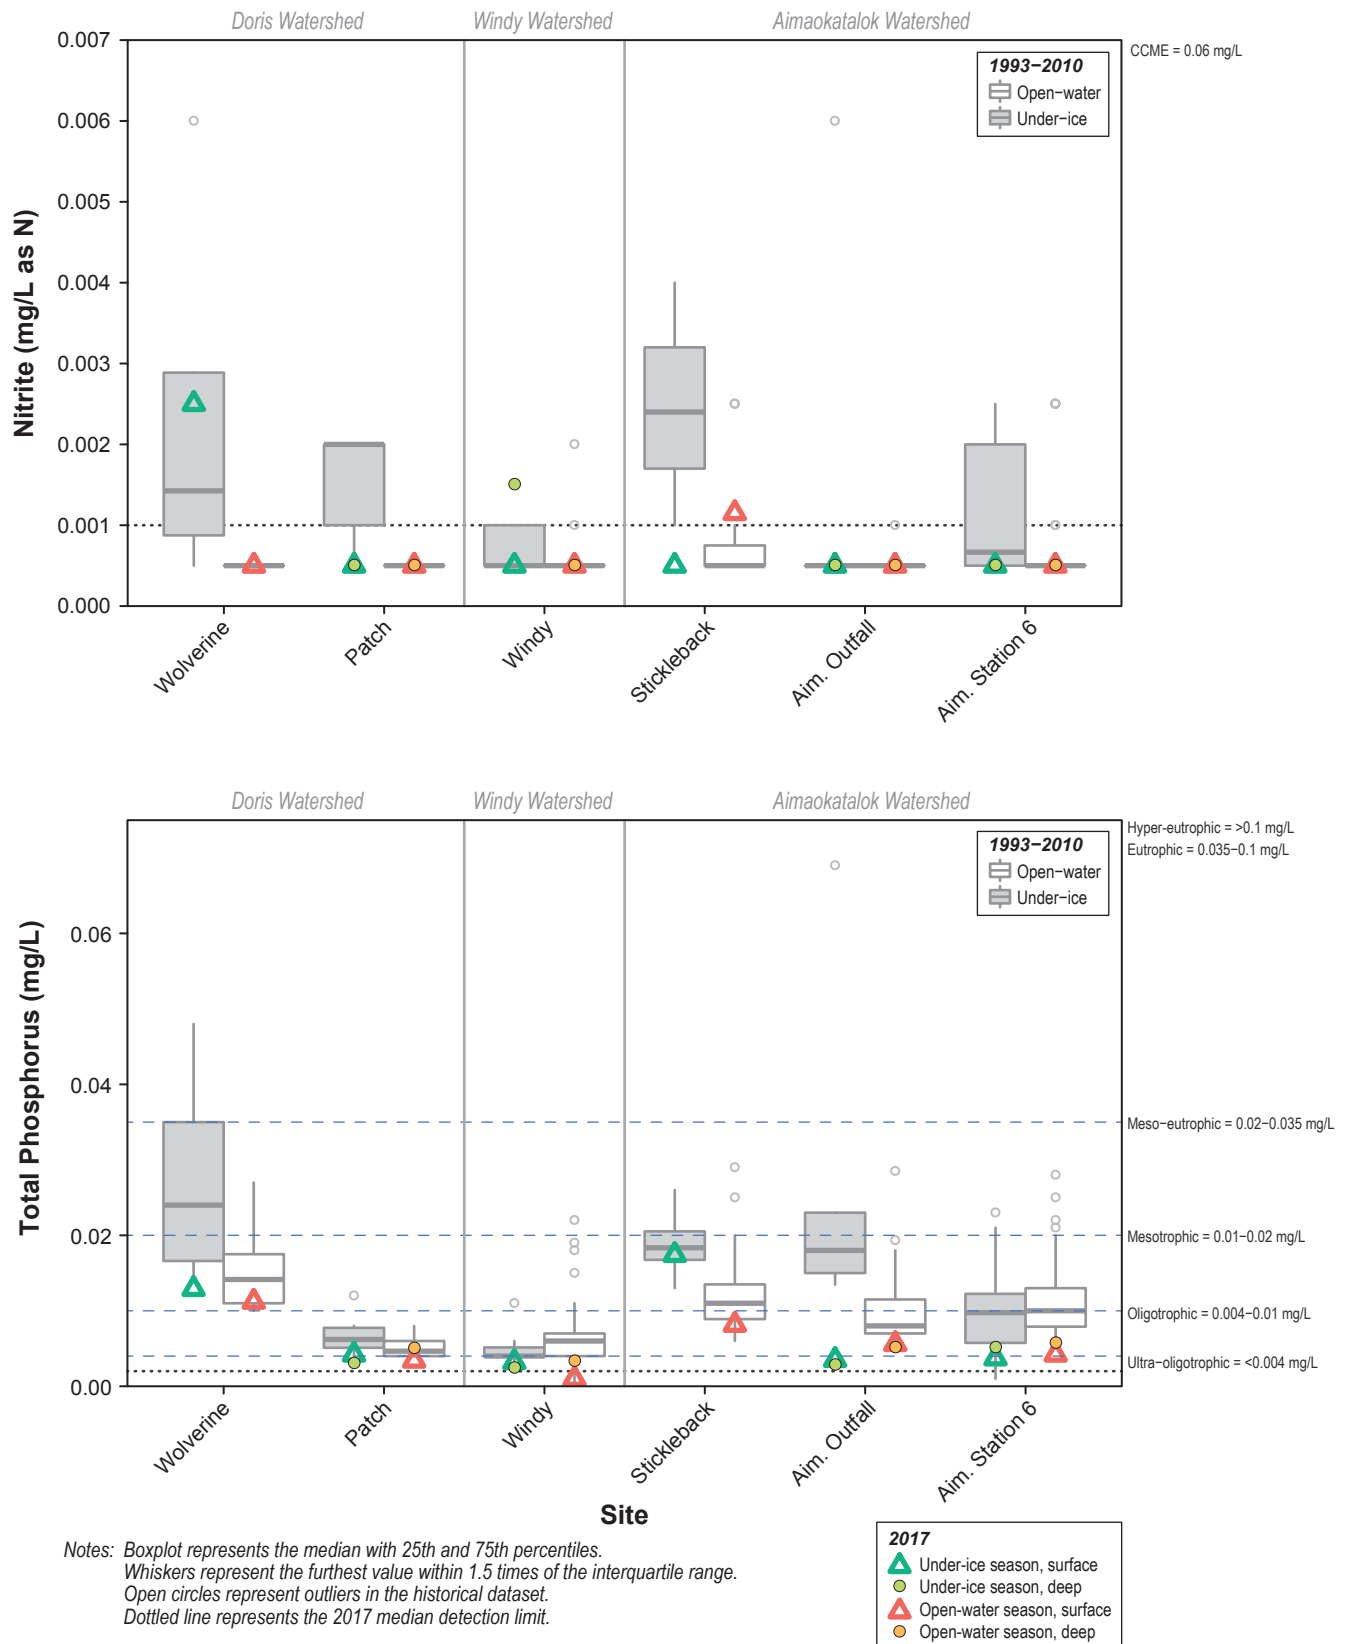 Doris Watershed Windy Watershed Aimaokatalok Watershed
CCME = 0.06 mg/L
1993−2010
Open−water
Under−ice
Nitrite (mg/L as N)
0.007
0.006
0.005
0.004
0.003
0.002
0.001
0.000
Wolverine Patch Windy Stickleback Aim. Outfall Aim. Station 6
Doris Watershed Windy Watershed Aimaokatalok Watershed
Hyper-eutrophic = >0.1 mg/L
Eutrophic = 0.035−0.1 mg/L
1993−2010
Open−water
Under−ice
Total Phosphorus (mg/L)
0.06
0.04
0.02
0.00
Meso−eutrophic = 0.02−0.035 mg/L
Mesotrophic = 0.01−0.02 mg/L
Oligotrophic = 0.004−0.01 mg/L
Ultra−oligotrophic = <0.004 mg/L
Wolverine Patch Windy Stickleback Aim. Outfall Aim. Station 6
Site
Notes: Boxplot represents the median with 25th and 75th percentiles.
Whiskers represent the furthest value within 1.5 times of the interquartile range.
Open circles represent outliers in the historical dataset.
Dotted line represents the 2017 median detection limit.
2017
Under-ice season, surface
Under-ice season, deep
Open-water season, surface
Open-water season, deep